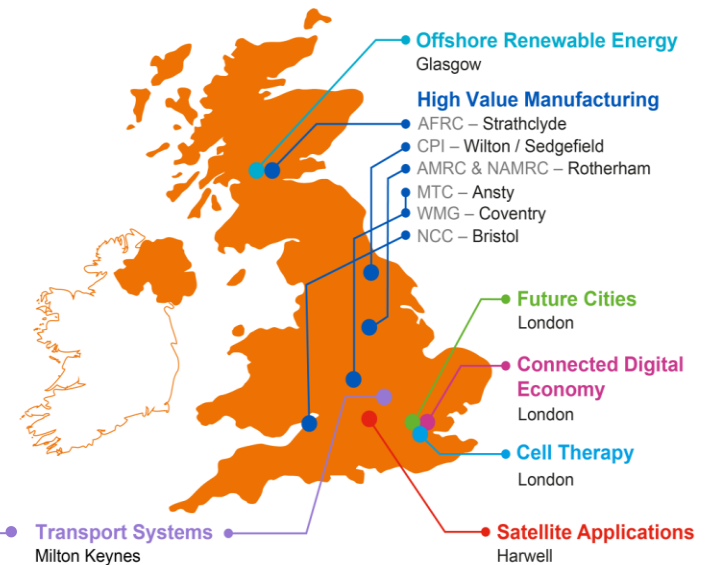 Offshore Renewable Energy
Glasgow
High Value Manufacturing
AFRC – Strathclyde
CPI – Wilton / Sedgefield
AMRC & NAMRC – Rotherham
MTC – Ansty
WMG – Coventry
NCC – Bristol
Future Cities
London
Connected Digital
Economy
London
Cell Therapy
London
Transport Systems
Milton Keynes
Satellite Applications
Harwell